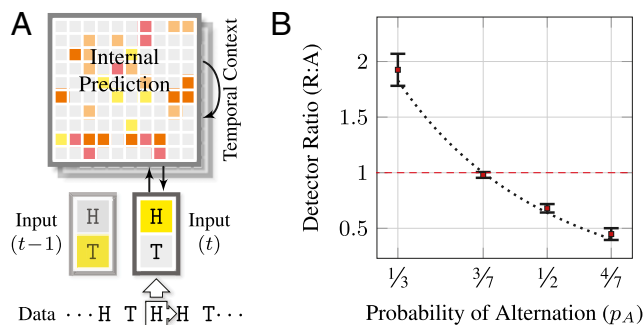 A
Internal
Prediction
Temporal Context
Input
(t−1)
H
T
H
T
Input
(t)
Data ···H T H H T···
B
Detector Ratio (R:A)
2
1.5
1
0.5
1/3
3/7
1/2
4/7
Probability of Alternation (pA)